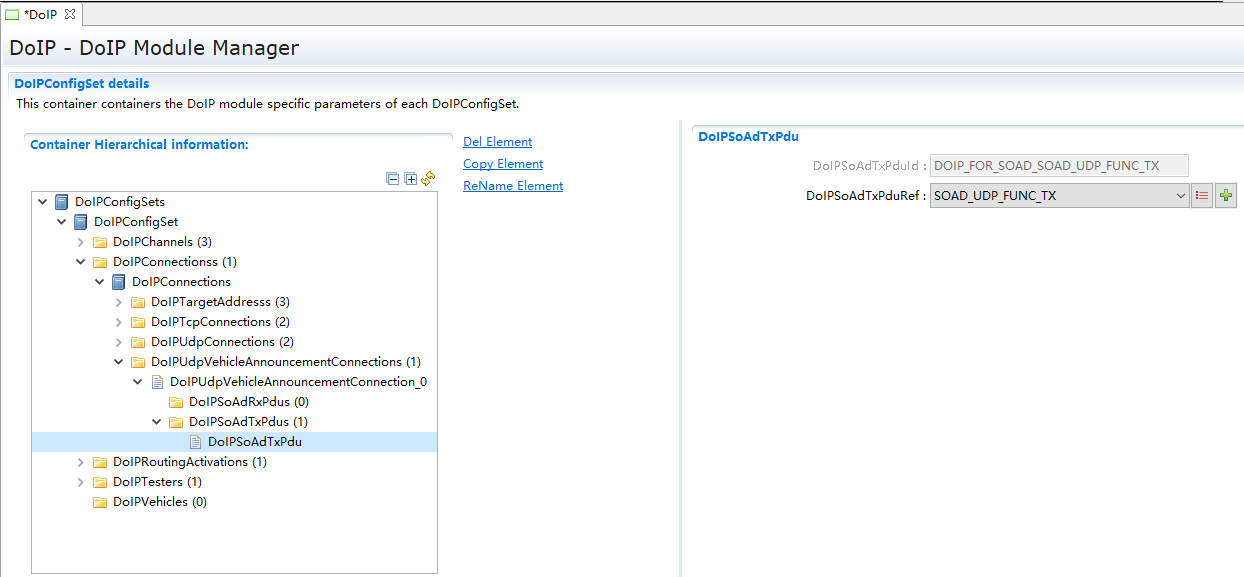 *DoIP
DoIP - DoIP Module Manager
DoIPConfigSet details
This container containers the DoIP module specific parameters of each DoIPConfigSet.
Container Hierarchical information:
Del Element
Copy Element
ReName Element
DoIPConfigSets
DoIPConfigSet
DoIPChannels (3)
DoIPConnectionss (1)
DoIPConnections
DoIPTargetAddresss (3)
DoIPTcpConnections (2)
DoIPUdpConnections (2)
DoIPUdpVehicleAnnouncementConnections (1)
DoIPUdpVehicleAnnouncementConnection_0
DoIPSoAdRxPdus (0)
DoIPSoAdTxPdus (1)
DoIPSoAdTxPdu
DoIPRoutingActivations (1)
DoIPTesters (1)
DoIPVehicles (0)
DoIPSoAdTxPdu
DoIPSoAdTxPduId : DOIP_FOR_SOAD_SOAD_UDP_FUNC_TX
DoIPSoAdTxPduRef : SOAD_UDP_FUNC_TX